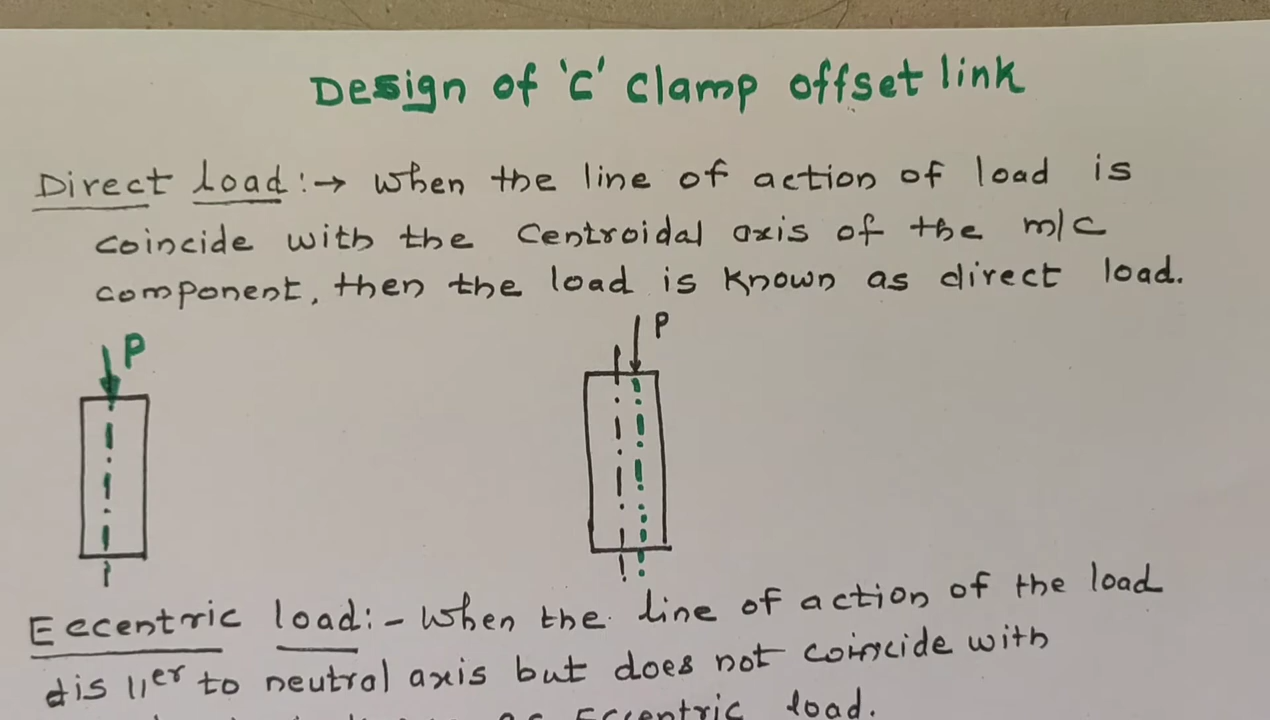 Design of 'C' clamp offset link
Direct load :→ when the line of action of load is
coincide with the centroidal axis of the m/c
component, then the load is known as direct load.
P
P
Eccentric load :- when the line of action of the load
is ||er to neutral axis but does not coincide with
as Eccentric load.